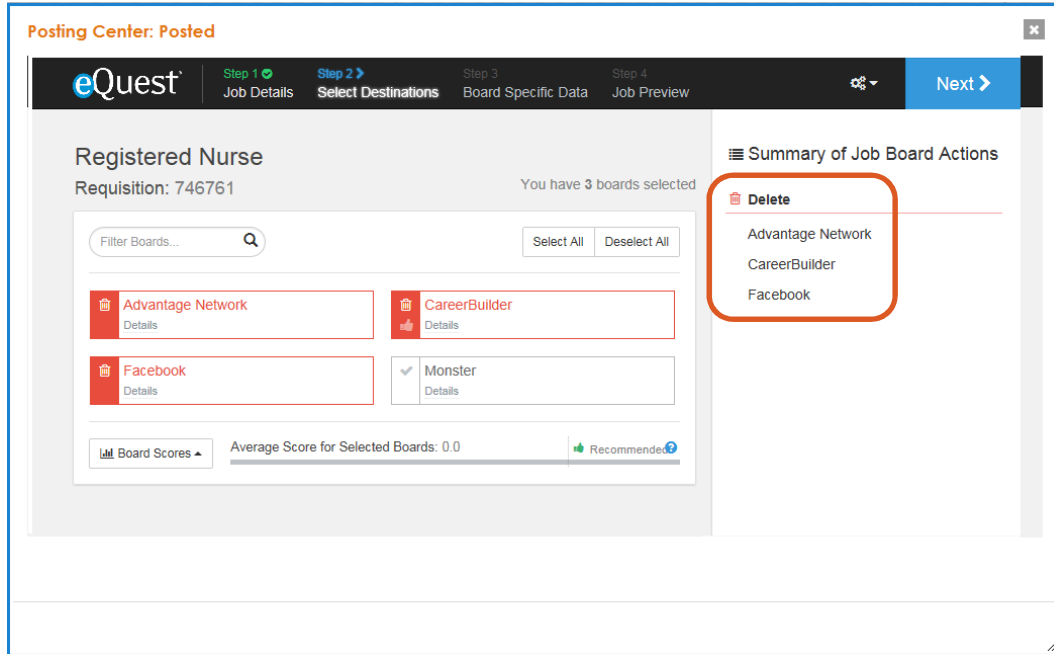 Posting Center: Posted
eQuest
Step 1
Job Details
Step 2
Select Destinations
Step 3
Board Specific Data
Step 4
Job Preview
Next
Registered Nurse
Requisition: 746761
You have 3 boards selected
Filter Boards...
Select All
Deselect All
Advantage Network
Details
CareerBuilder
Details
Facebook
Details
Monster
Details
Board Scores
Average Score for Selected Boards: 0.0
Recommended
Summary of Job Board Actions
Delete
Advantage Network
CareerBuilder
Facebook